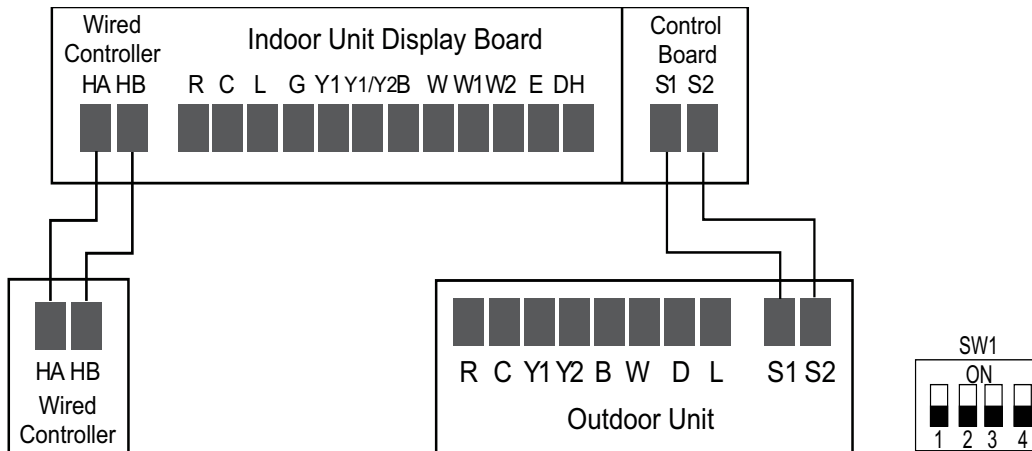 Wired
Controller
Indoor Unit Display Board
Control
Board
HA HB R C L G Y1 Y1/Y2 B W W1 W2 E DH S1 S2
HA HB
Wired
Controller
R C Y1 Y2 B W D L S1 S2
Outdoor Unit
SW1
ON
1 2 3 4